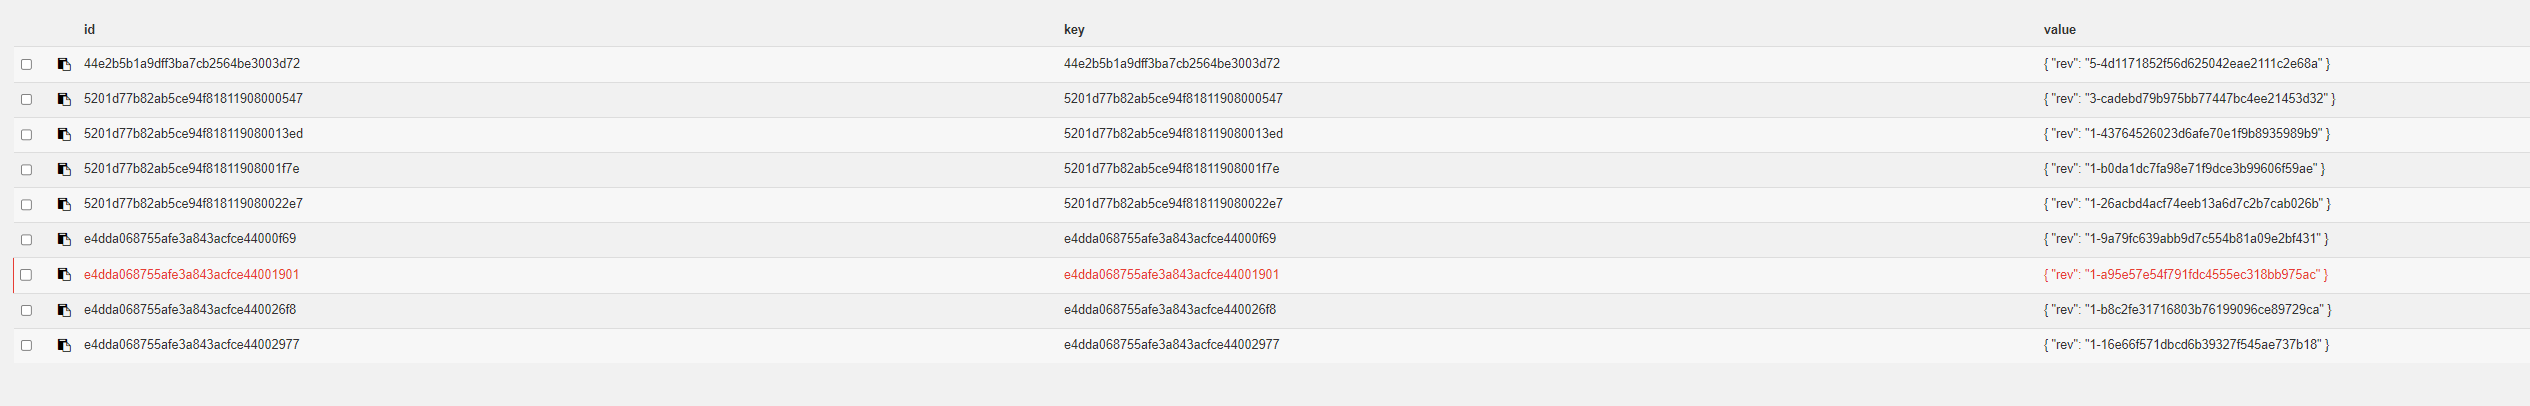 id key value
44e2b5b1a9dff3ba7cb2564be3003d72 44e2b5b1a9dff3ba7cb2564be3003d72 { "rev": "5-4d1171852f56d625042eae2111c2e68a" }
5201d77b82ab5ce94f81811908000547 5201d77b82ab5ce94f81811908000547 { "rev": "3-cadebd79b975bb77447bc4ee21453d32" }
5201d77b82ab5ce94f818119080013ed 5201d77b82ab5ce94f818119080013ed { "rev": "1-43764526023d6afe70e1f9b8935989b9" }
5201d77b82ab5ce94f81811908001f7e 5201d77b82ab5ce94f81811908001f7e { "rev": "1-b0da1dc7fa98e71f9dce3b99606f59ae" }
5201d77b82ab5ce94f818119080022e7 5201d77b82ab5ce94f818119080022e7 { "rev": "1-26acbd4acf74eeb13a6d7c2b7cab026b" }
e4dda068755afe3a843acfce44000f69 e4dda068755afe3a843acfce44000f69 { "rev": "1-9a79fc639abb9d7c554b81a09e2bf431" }
e4dda068755afe3a843acfce44001901 e4dda068755afe3a843acfce44001901 { "rev": "1-a95e57e54f791fdc4555ec318bb975ac" }
e4dda068755afe3a843acfce440026f8 e4dda068755afe3a843acfce440026f8 { "rev": "1-b8c2fe31716803b76199096ce89729ca" }
e4dda068755afe3a843acfce44002977 e4dda068755afe3a843acfce44002977 { "rev": "1-16e66f571dbcd6b39327f545ae737b18" }